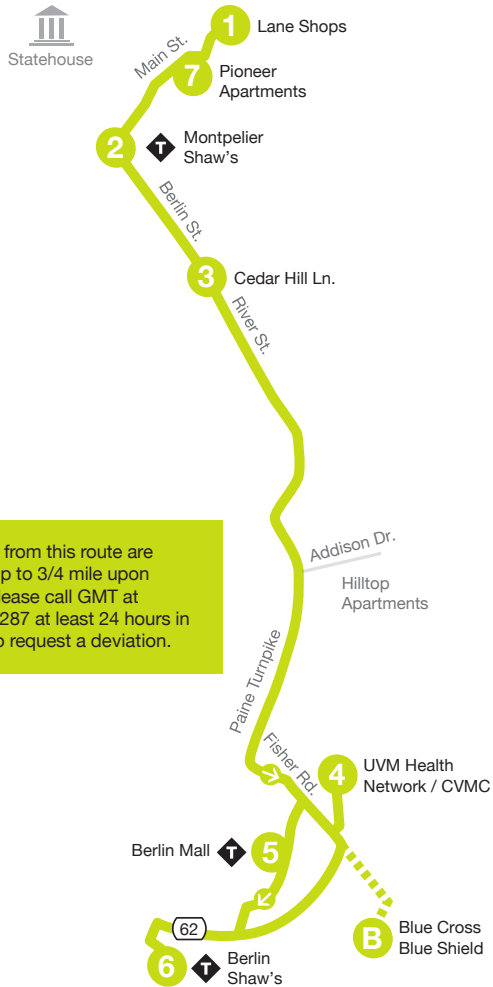 Statehouse
1
Lane Shops
Main St.
7
Pioneer
Apartments
2
T
Montpelier
Shaw's
Berlin St.
3
Cedar Hill Ln.
River St.
from this route are
p to 3/4 mile upon
lease call GMT at
287 at least 24 hours in
o request a deviation.
Addison Dr.
Hilltop
Apartments
Paine Turnpike
Fisher Rd.
4
UVM Health
Network / CVMC
Berlin Mall
T
5
62
B
Blue Cross
Blue Shield
6
T
Berlin
Shaw's